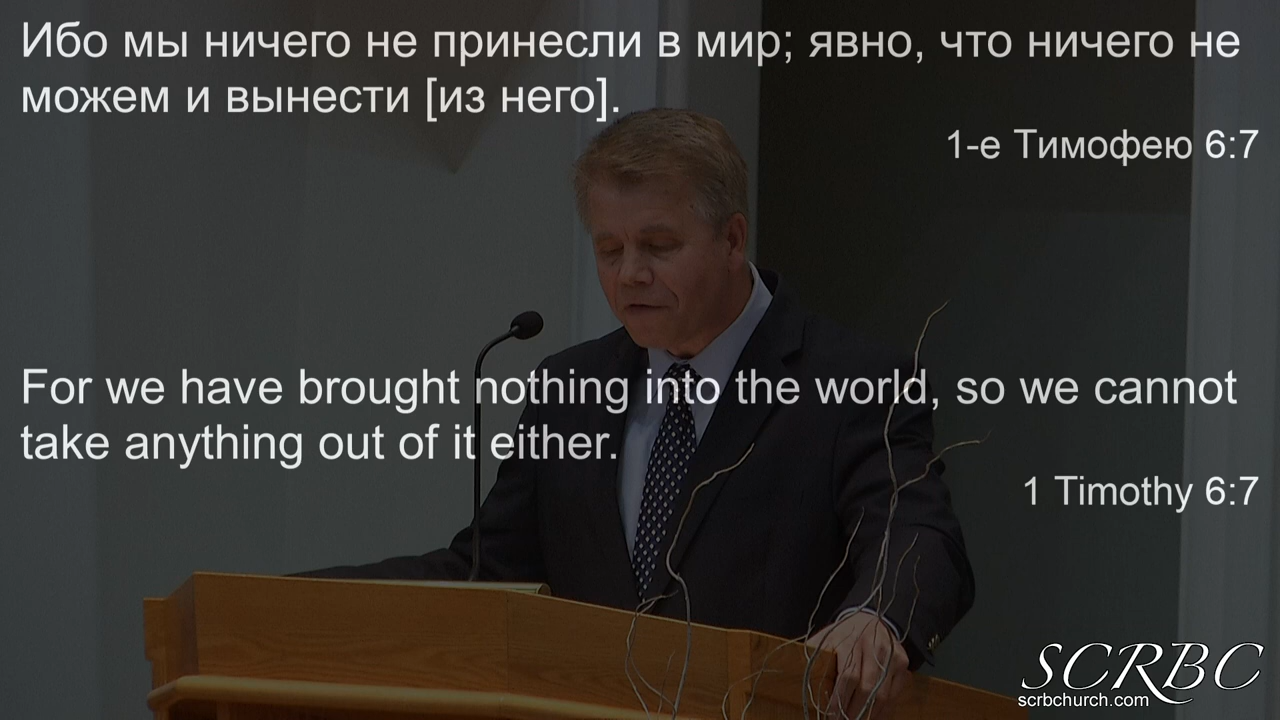 Ибо мы ничего не принесли в мир; явно, что ничего не
можем и вынести [из него].
1-е Тимофею 6:7
For we have brought nothing into the world, so we cannot
take anything out of it either.
1 Timothy 6:7
SCRBC
scrbchurch.com